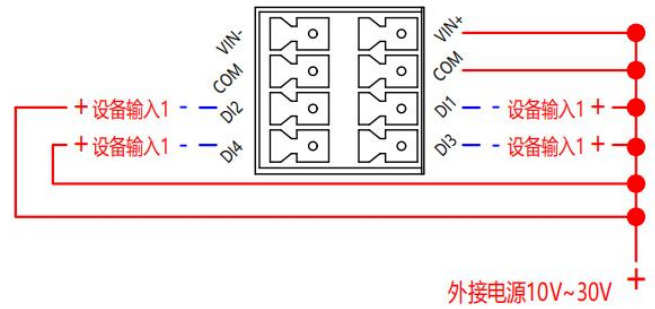 VIN- VIN+
COM COM
+ 设备输入1 - DI2 DI1 - 设备输入1 +
+ 设备输入1 - DI4 DI3 - 设备输入1 +
+
外接电源10V~30V